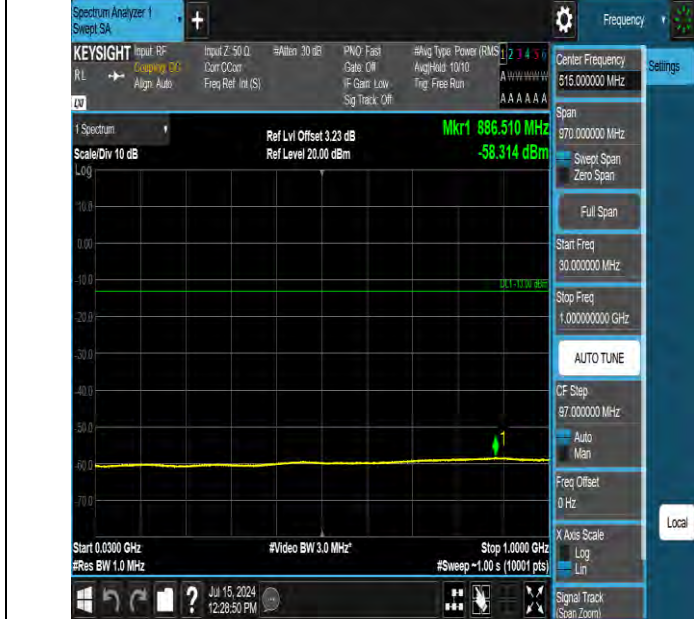 Spectrum Analyzer 1
Swept SA
+
Frequency
KEYSIGHT
RL
LXI
Input: RF
Coupling: DC
Align: Auto
Input Z: 50 Ω
Corr CCorr
Freq Ref: Int (S)
#Atten: 30 dB
PNO: Fast
Gate: Off
IF Gain: Low
Sig Track: Off
#Avg Type: Power (RMS
Avg|Hold: 10/10
Trig: Free Run
1 2 3 4 5 6
A W W W W W
A A A A A A
1 Spectrum
Scale/Div 10 dB
Log
Ref Lvl Offset 3.23 dB
Ref Level 20.00 dBm
Mkr1 886.510 MHz
-58.314 dBm
10.0
0.00
-10.0
DL1 -13.00 dBm
-20.0
-30.0
-40.0
-50.0
1
-60.0
-70.0
Start 0.0300 GHz
#Res BW 1.0 MHz
#Video BW 3.0 MHz*
Stop 1.0000 GHz
#Sweep ~1.00 s (10001 pts)
?
Jul 15, 2024
12:28:50 PM
Center Frequency
515.000000 MHz
Settings
Span
970.000000 MHz
Swept Span
Zero Span
Full Span
Start Freq
30.000000 MHz
Stop Freq
1.000000000 GHz
AUTO TUNE
CF Step
97.000000 MHz
Auto
Man
Freq Offset
0 Hz
X Axis Scale
Log
Lin
Local
Signal Track
(Span Zoom)